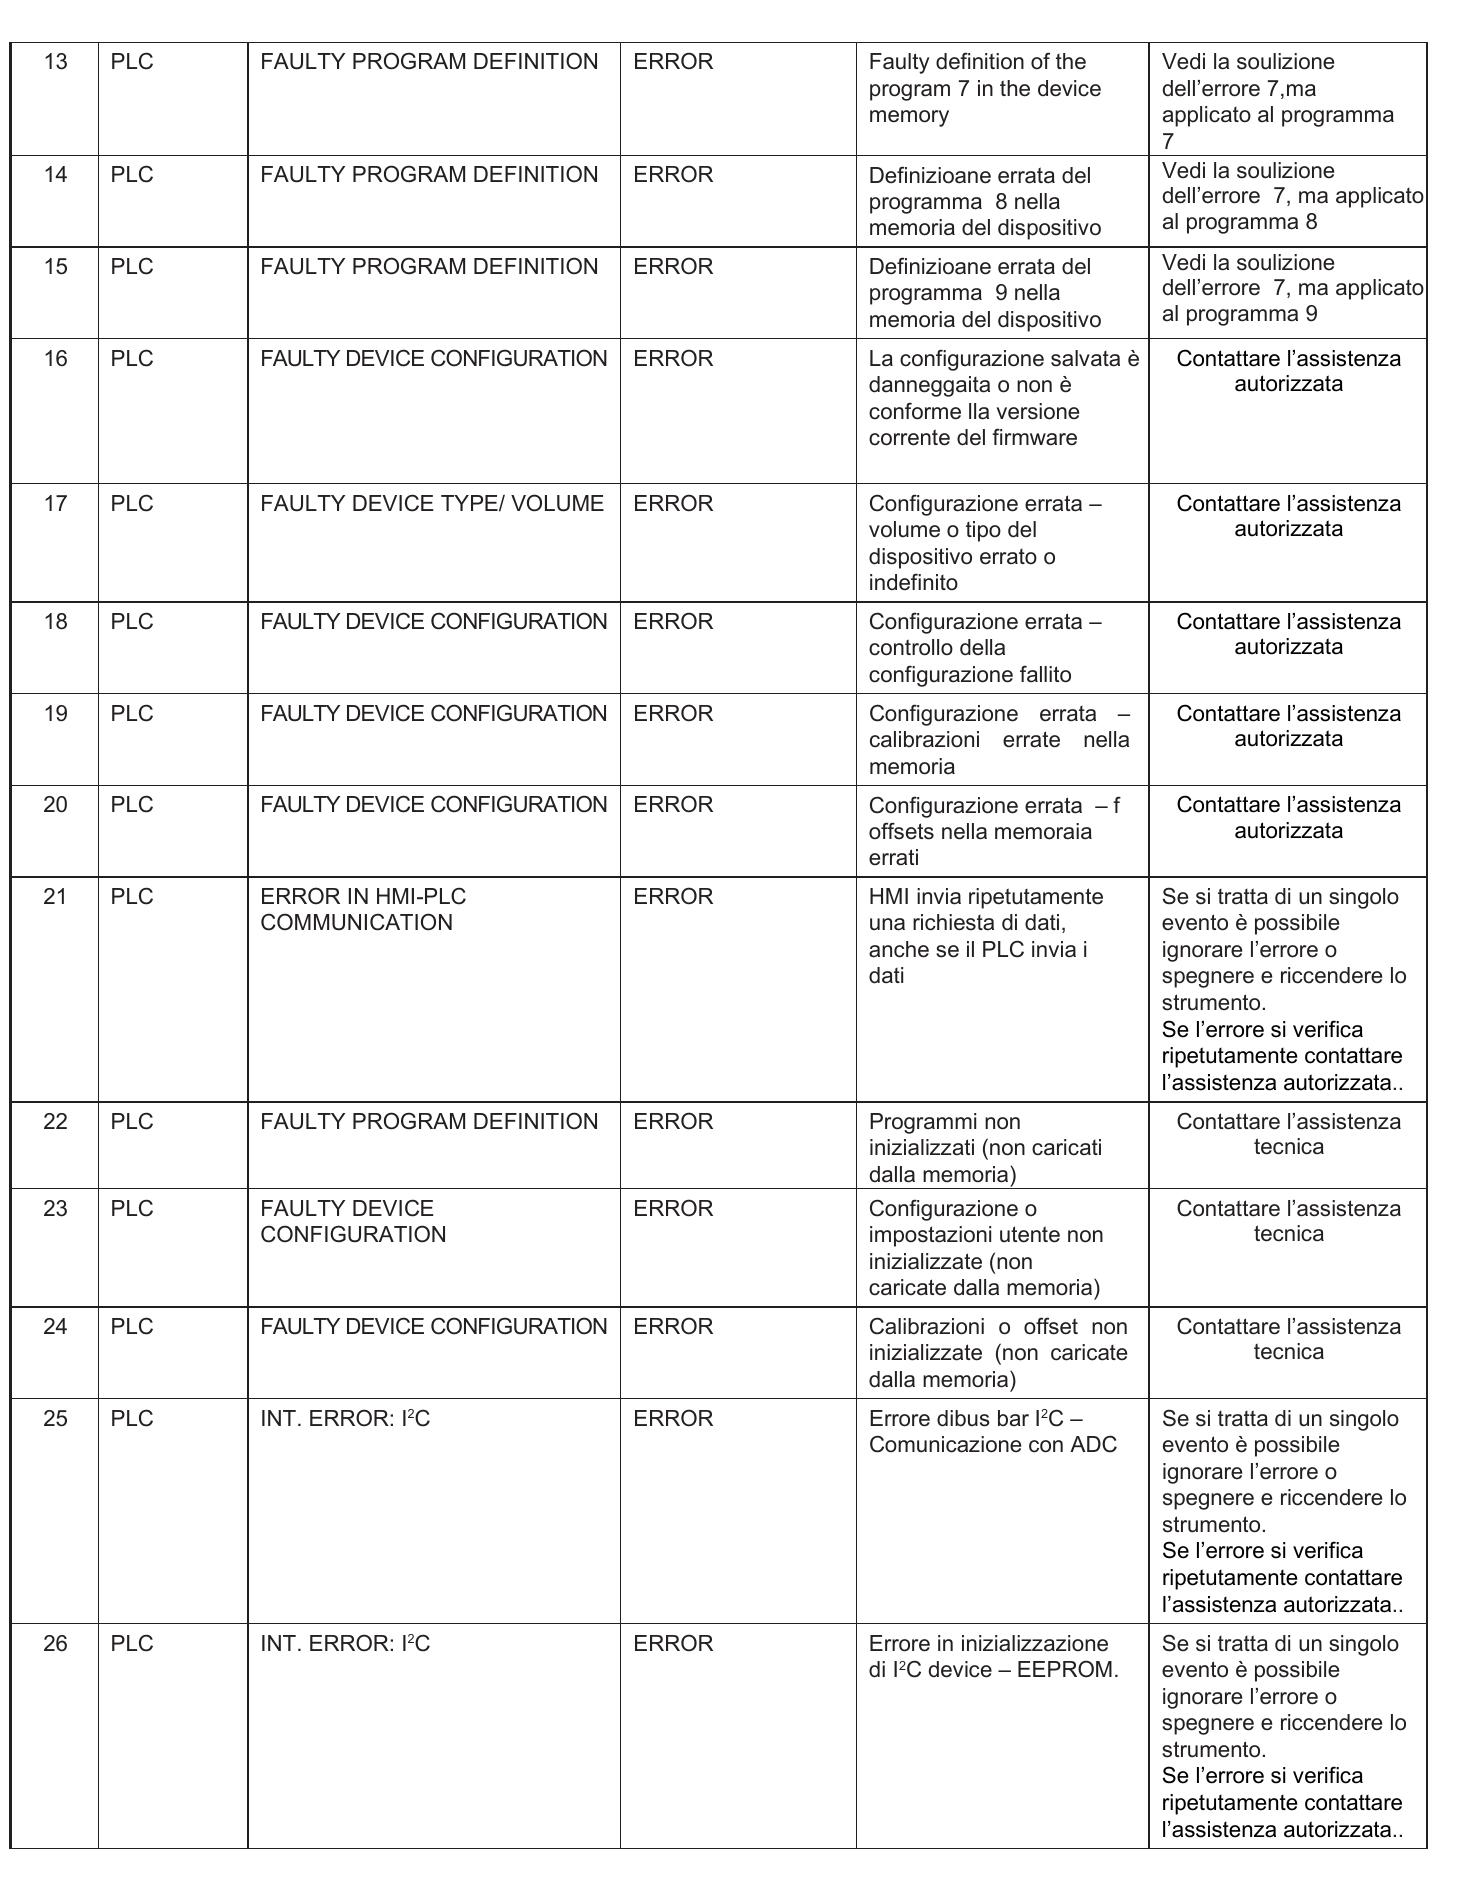 13 PLC FAULTY PROGRAM DEFINITION ERROR Faulty definition of the Vedi la soulizione
program 7 in the device dell’errore 7,ma
memory applicato al programma
7
14 PLC FAULTY PROGRAM DEFINITION ERROR Definizioane errata del Vedi la soulizione
programma 8 nella dell’errore 7, ma applicato
memoria del dispositivo al programma 8
15 PLC FAULTY PROGRAM DEFINITION ERROR Definizioane errata del Vedi la soulizione
programma 9 nella dell’errore 7, ma applicato
memoria del dispositivo al programma 9
16 PLC FAULTY DEVICE CONFIGURATION ERROR La configurazione salvata è Contattare l’assistenza
danneggaita o non è autorizzata
conforme lla versione
corrente del firmware
17 PLC FAULTY DEVICE TYPE/ VOLUME ERROR Configurazione errata – Contattare l’assistenza
volume o tipo del autorizzata
dispositivo errato o
indefinito
18 PLC FAULTY DEVICE CONFIGURATION ERROR Configurazione errata – Contattare l’assistenza
controllo della autorizzata
configurazione fallito
19 PLC FAULTY DEVICE CONFIGURATION ERROR Configurazione errata – Contattare l’assistenza
calibrazioni errate nella autorizzata
memoria
20 PLC FAULTY DEVICE CONFIGURATION ERROR Configurazione errata – f Contattare l’assistenza
offsets nella memoraia autorizzata
errati
21 PLC ERROR IN HMI-PLC ERROR HMI invia ripetutamente Se si tratta di un singolo
COMMUNICATION una richiesta di dati, evento è possibile
anche se il PLC invia i ignorare l’errore o
dati spegnere e riccendere lo
strumento.
Se l’errore si verifica
ripetutamente contattare
l’assistenza autorizzata..
22 PLC FAULTY PROGRAM DEFINITION ERROR Programmi non Contattare l’assistenza
inizializzati (non caricati tecnica
dalla memoria)
23 PLC FAULTY DEVICE ERROR Configurazione o Contattare l’assistenza
CONFIGURATION impostazioni utente non tecnica
inizializzate (non
caricate dalla memoria)
24 PLC FAULTY DEVICE CONFIGURATION ERROR Calibrazioni o offset non Contattare l’assistenza
inizializzate (non caricate tecnica
dalla memoria)
25 PLC INT. ERROR: I²C ERROR Errore dibus bar I²C – Se si tratta di un singolo
Comunicazione con ADC evento è possibile
ignorare l’errore o
spegnere e riccendere lo
strumento.
Se l’errore si verifica
ripetutamente contattare
l’assistenza autorizzata..
26 PLC INT. ERROR: I²C ERROR Errore in inizializzazione Se si tratta di un singolo
di I²C device – EEPROM. evento è possibile
ignorare l’errore o
spegnere e riccendere lo
strumento.
Se l’errore si verifica
ripetutamente contattare
l’assistenza autorizzata..